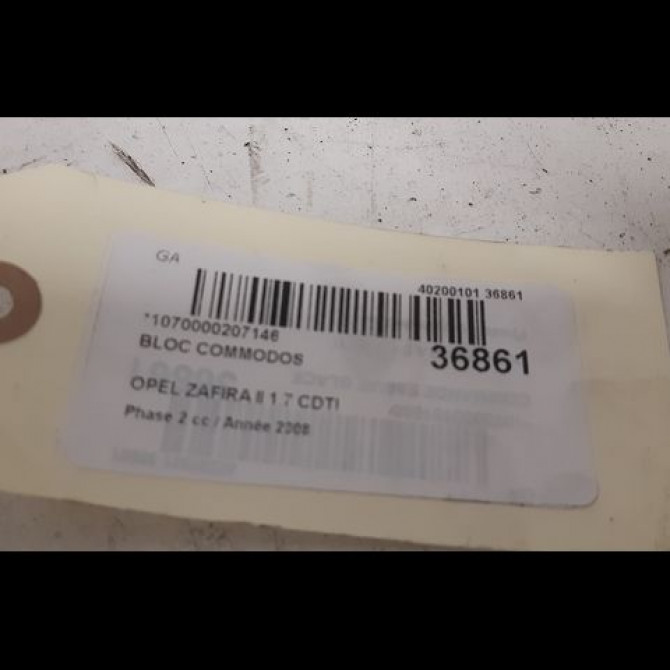 GA
40200101 36861
*1070000207146
36861
BLOC COMMODOS
OPEL ZAFIRA II 1.7 CDTI
Phase 2 cc / Année 2008